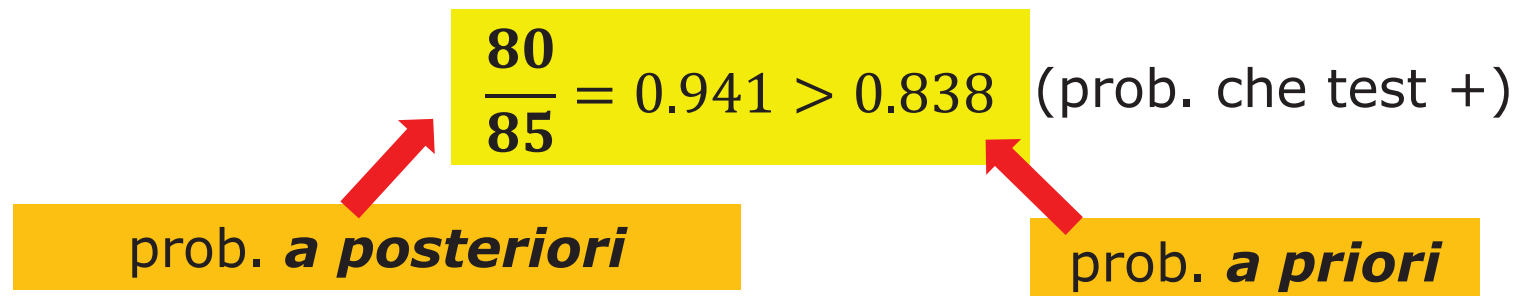 80
85
= 0.941 > 0.838 (prob. che test +)
prob. a posteriori
prob. a priori